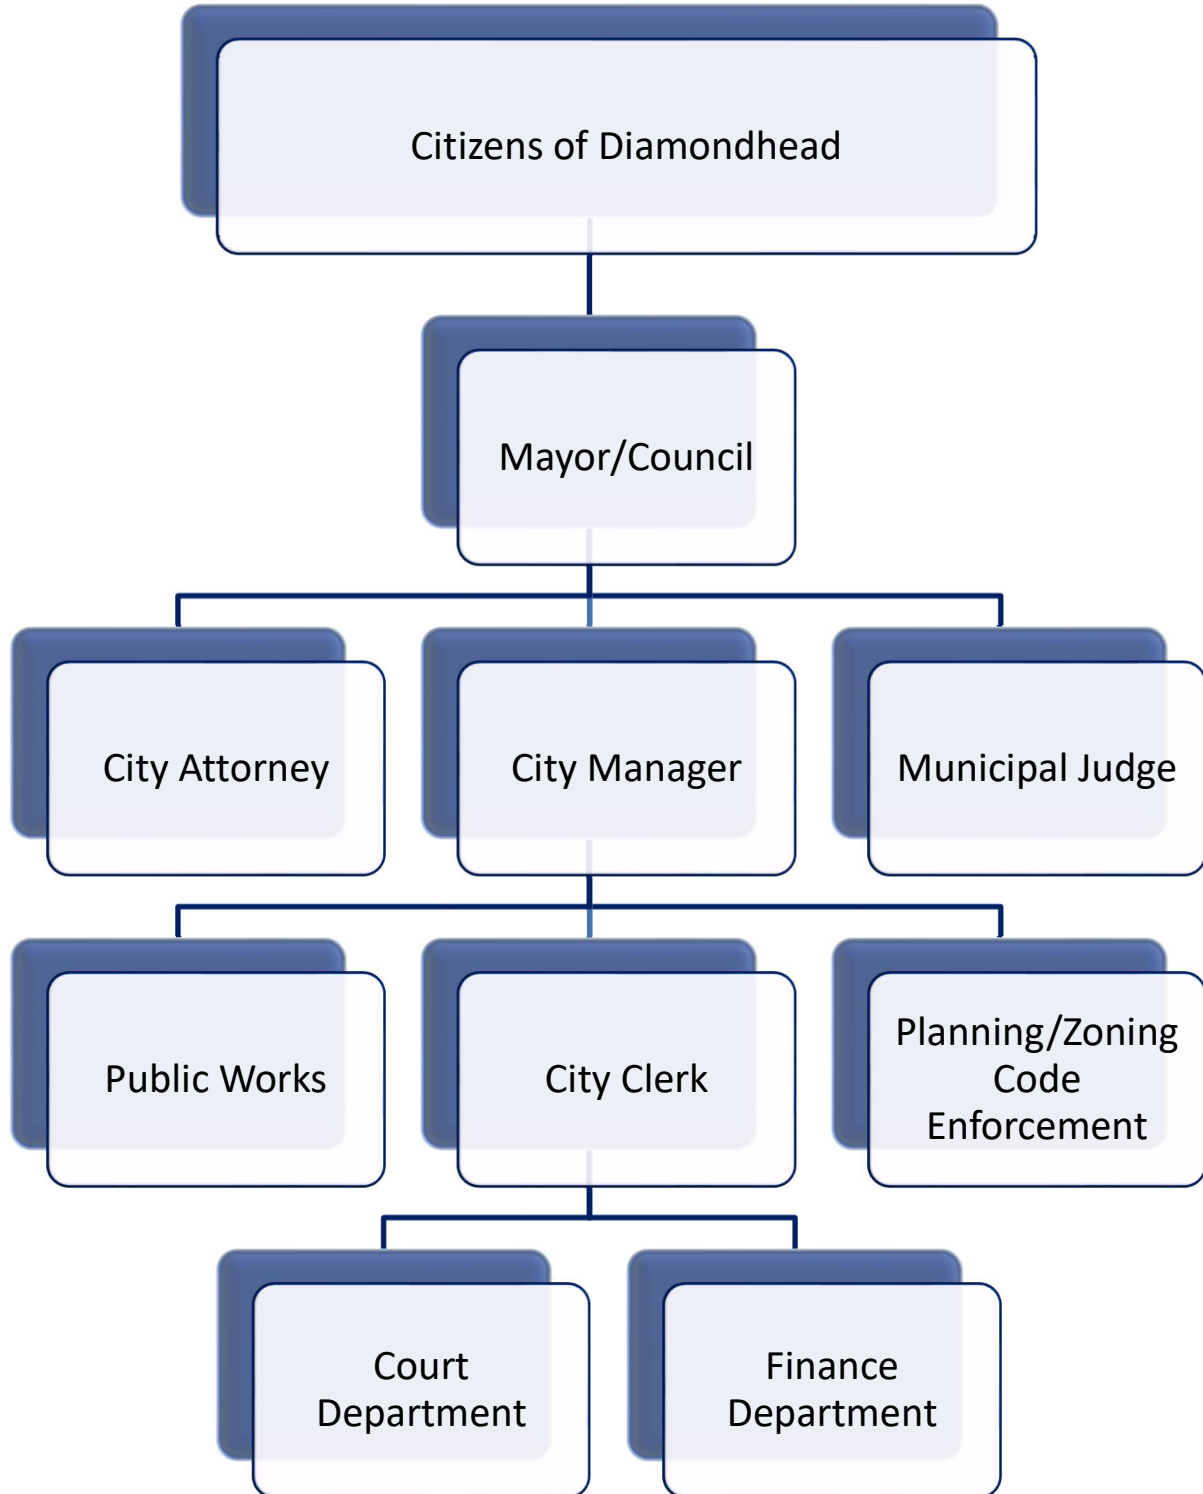 Citizens of Diamondhead
Mayor/Council
City Attorney
City Manager
Municipal Judge
Public Works
City Clerk
Planning/Zoning
Code
Enforcement
Court
Department
Finance
Department